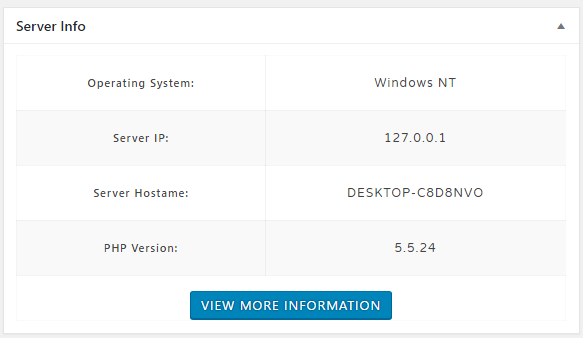 Server Info
Operating System: Windows NT
Server IP: 127.0.0.1
Server Hostame: DESKTOP-C8D8NVO
PHP Version: 5.5.24
VIEW MORE INFORMATION